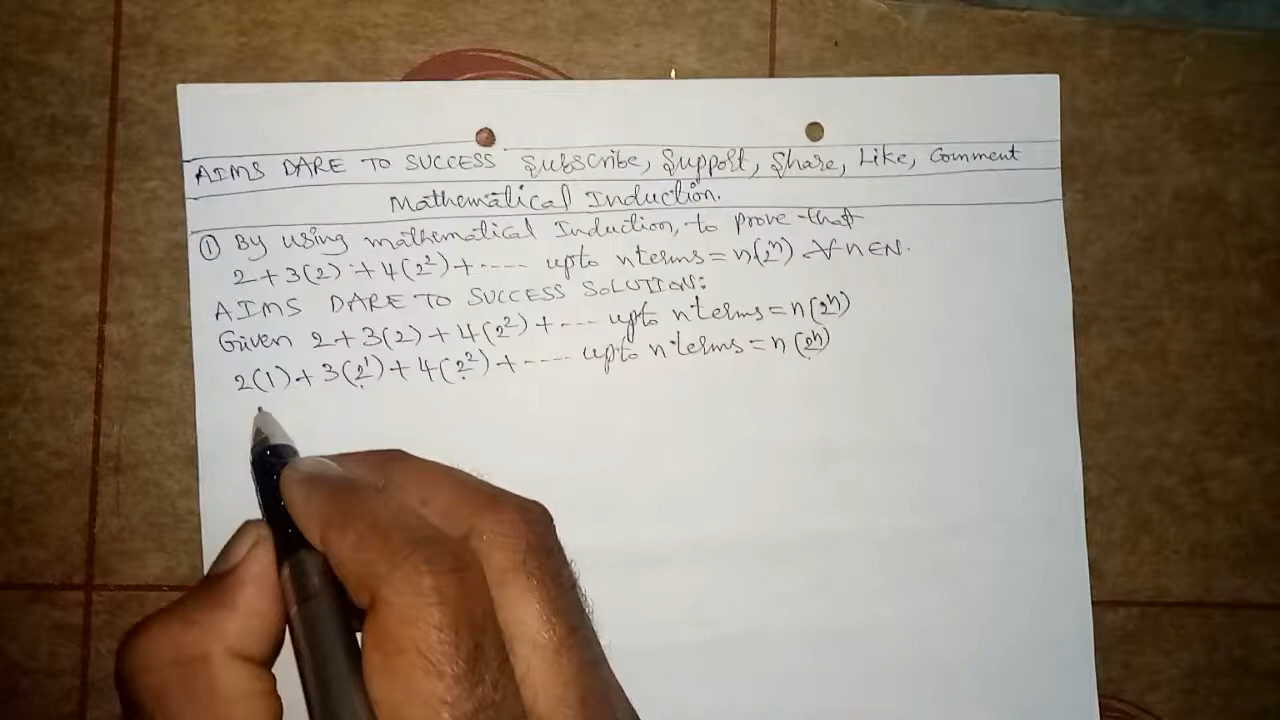 AIMS DARE TO SUCCESS Subscribe, Support, Share, Like, Comment
Mathematical Induction.
① By using mathematical Induction, to prove that
2+3(2)+4(2²)+----- upto n terms = n(2ⁿ) ∀ n∈N.
AIMS DARE TO SUCCESS SOLUTION:
Given 2+3(2)+4(2²)+---- upto n terms = n(2ⁿ)
2(1)+3(2¹)+4(2²)+----- upto n terms = n(2ⁿ)